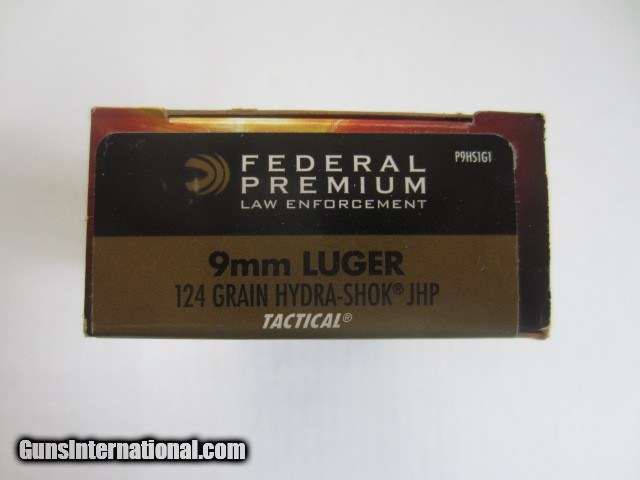 P9HS1G1
FEDERAL
PREMIUM
LAW ENFORCEMENT
9mm LUGER
124 GRAIN HYDRA-SHOK® JHP
TACTICAL®
GunsInternational.com